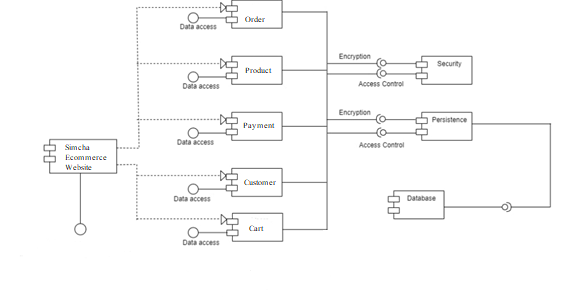 Order
Data access
Encryption
Security
Product
Access Control
Data access
Encryption
Persistence
Payment
Data access
Access Control
Simcha
Ecommerce
Website
Customer
Data access
Database
Cart
Data access